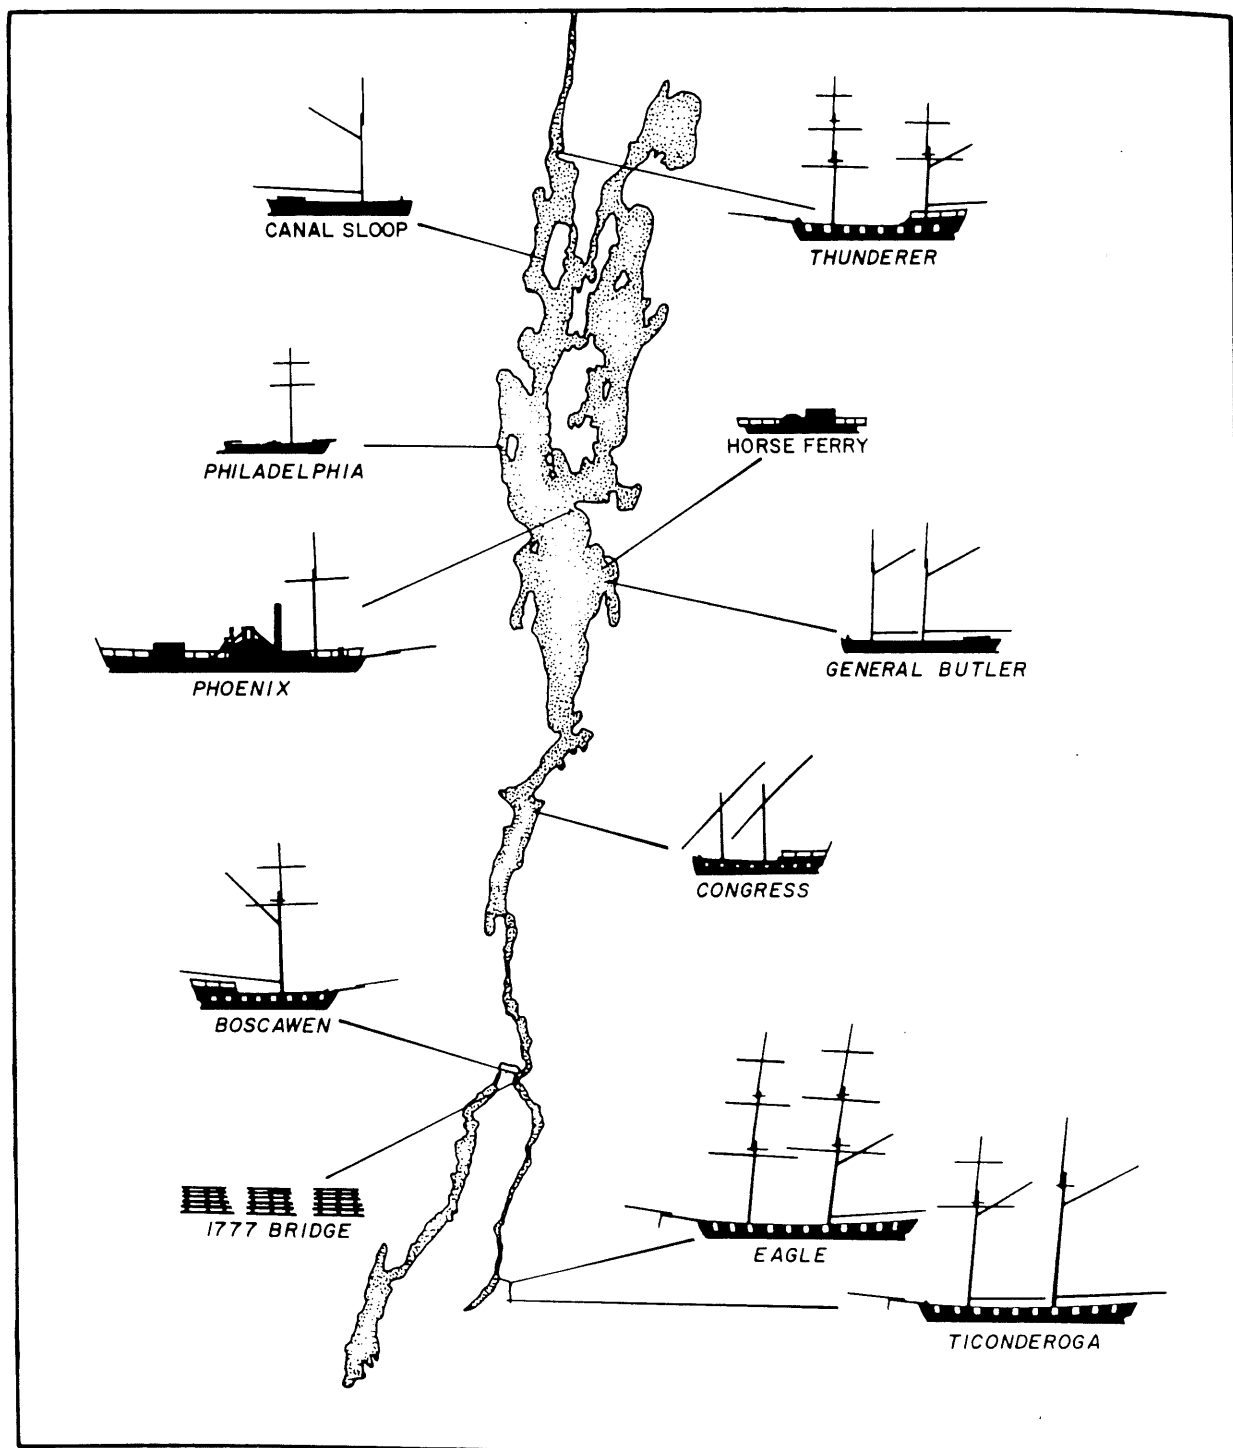 CANAL SLOOP
THUNDERER
PHILADELPHIA
HORSE FERRY
PHOENIX
GENERAL BUTLER
CONGRESS
BOSCAWEN
1777 BRIDGE
EAGLE
TICONDEROGA